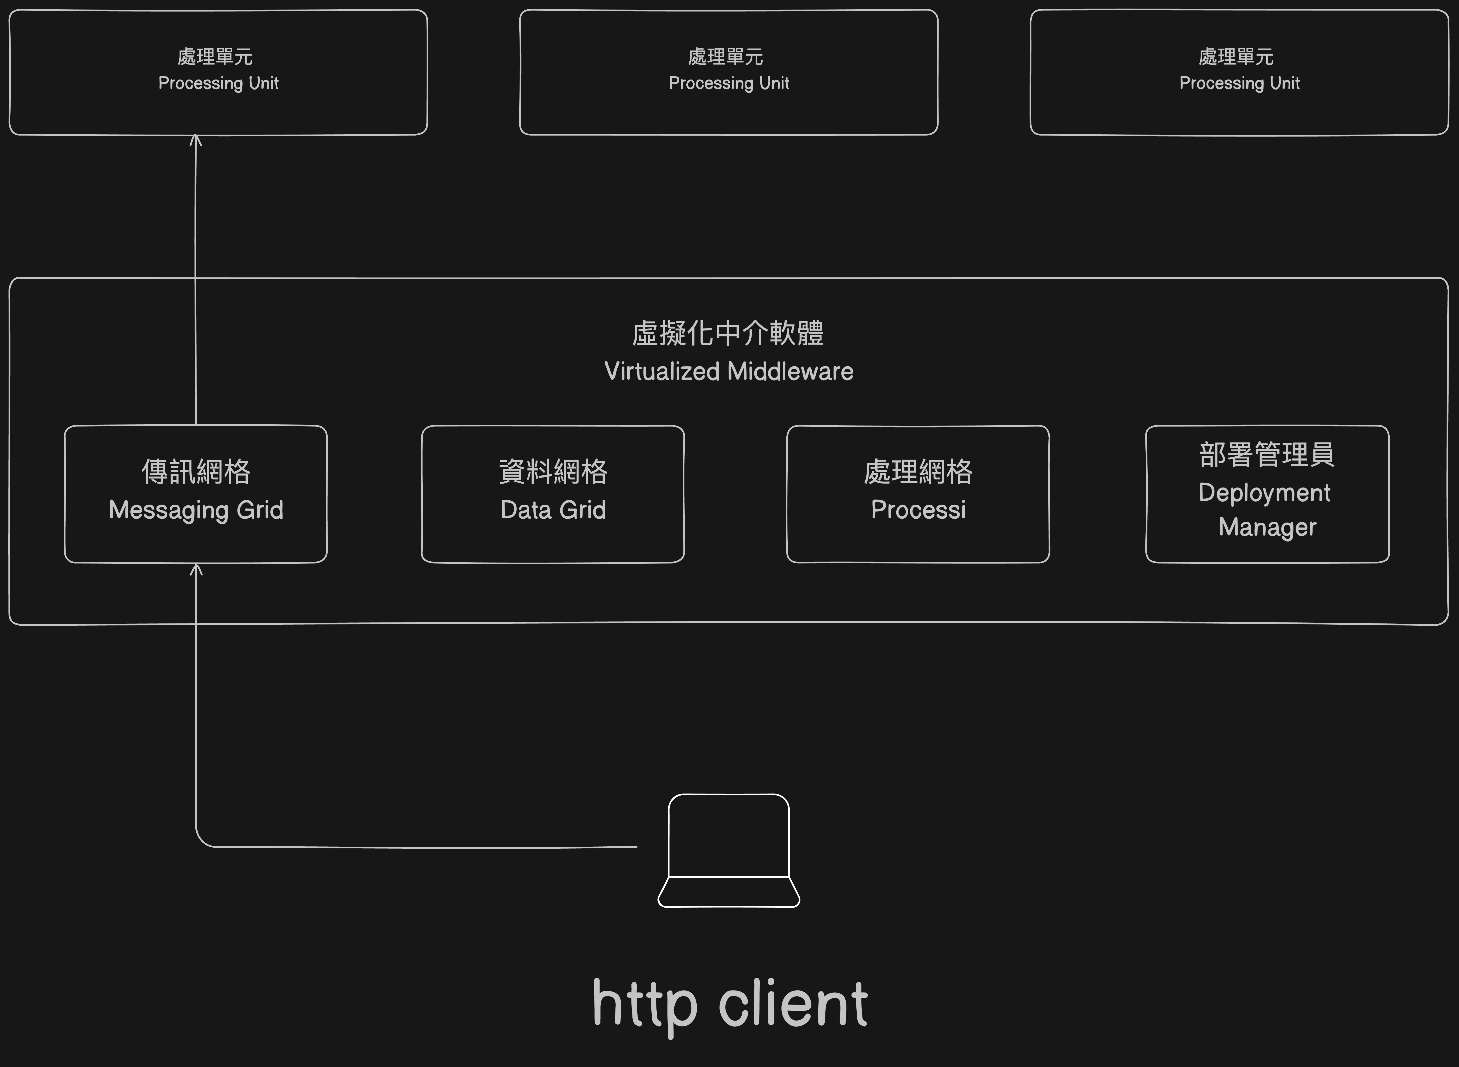 處理單元
Processing Unit
處理單元
Processing Unit
處理單元
Processing Unit
虛擬化中介軟體
Virtualized Middleware
傳訊網格
Messaging Grid
資料網格
Data Grid
處理網格
Processi
部署管理員
Deployment
Manager
http client